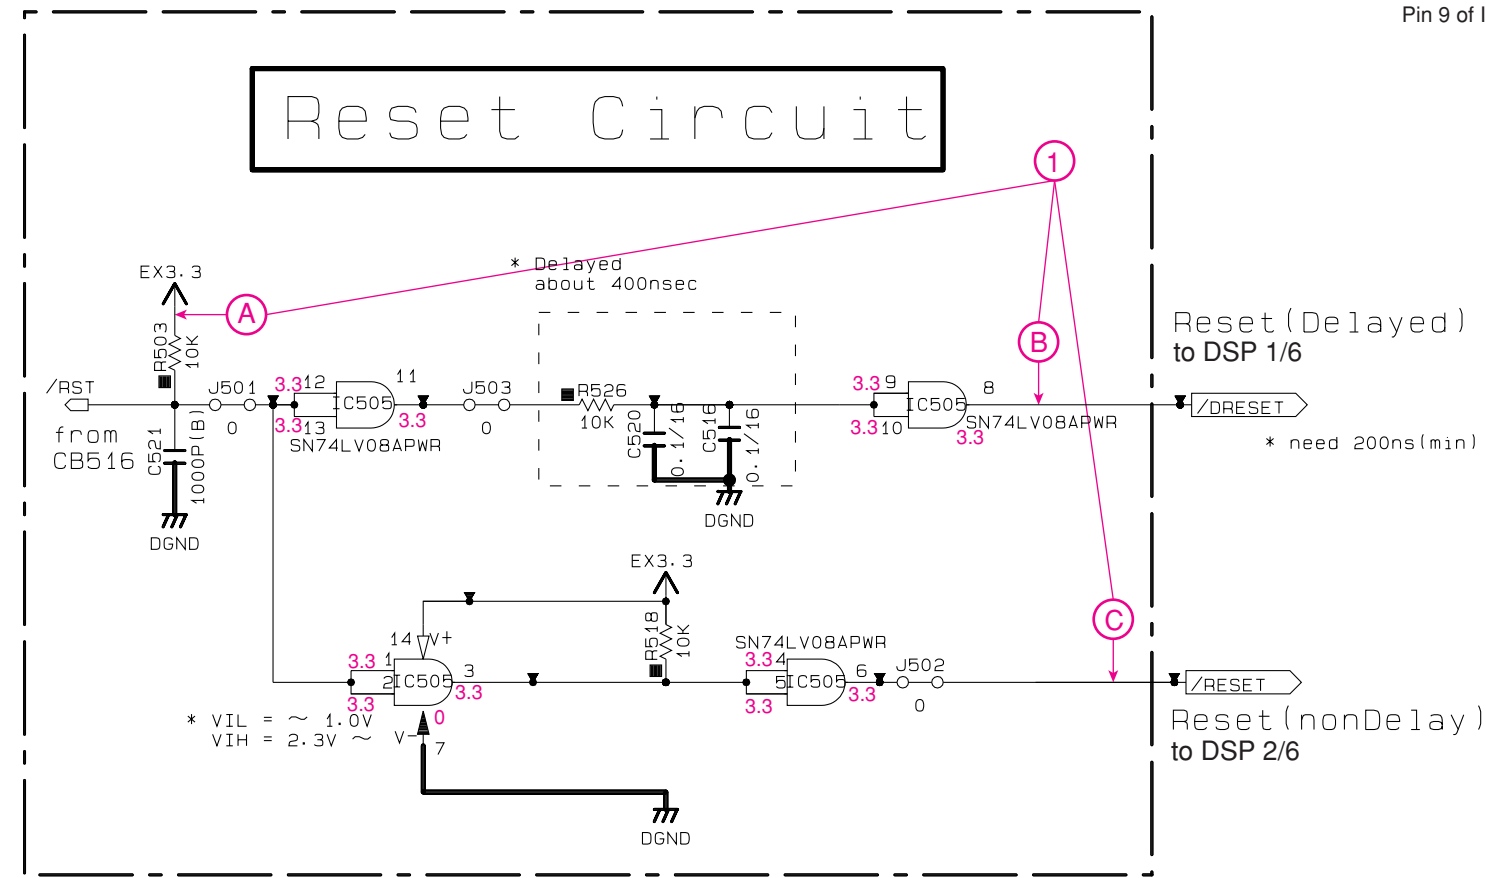 Pin 9 of I
Reset Circuit
1
* Delayed
about 400nsec
EX3.3
A
R503
10K
B
Reset(Delayed)
to DSP 1/6
/RST
from
CB516
J501
0
C521
1000P(B)
DGND
3.3 12
3.3 13
11
IC505
3.3
SN74LV08APWR
J503
0
R526
10K
C520
0.1/16
C516
0.1/16
DGND
3.3 9
3.3 10
8
IC505
SN74LV08APWR
3.3
/DRESET
* need 200ns(min)
EX3.3
14 V+
R518
10K
C
3.3 1
2
3.3
IC505
3
3.3
0
V-
7
* VIL = ~ 1.0V
VIH = 2.3V ~
DGND
SN74LV08APWR
3.3 4
5
3.3
IC505
6
3.3
J502
0
/RESET
Reset(nonDelay)
to DSP 2/6